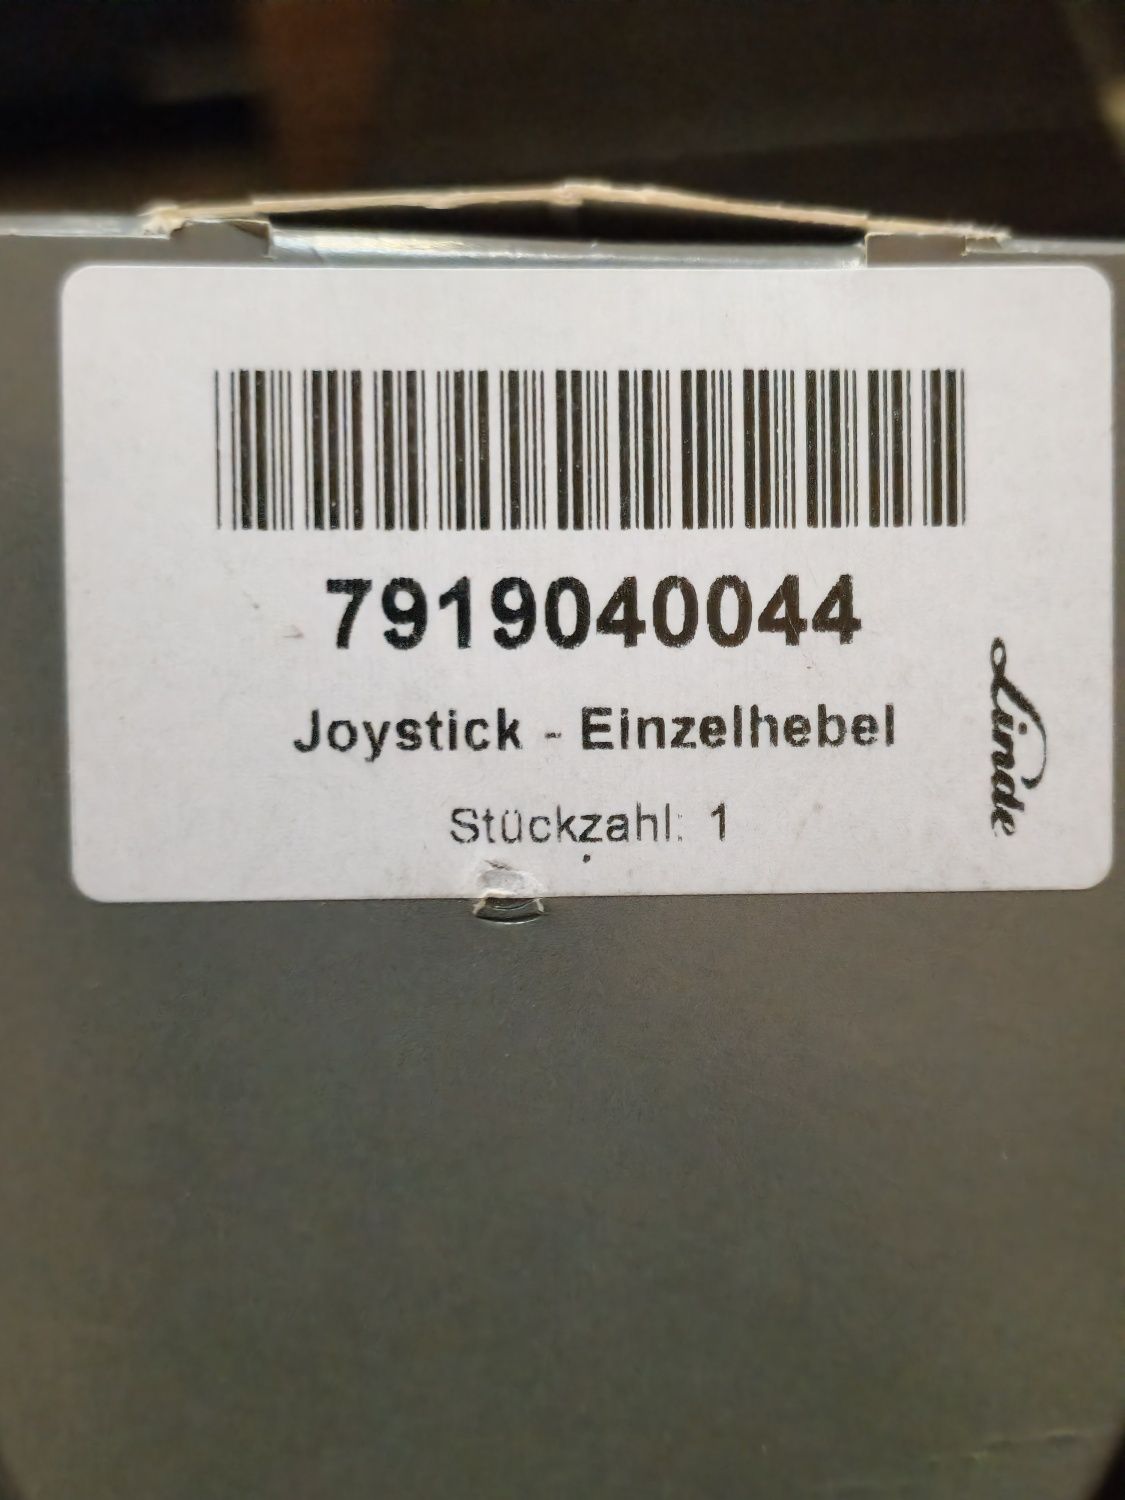 7919040044
Joystick - Einzelhebel
Stückzahl: 1
Linde